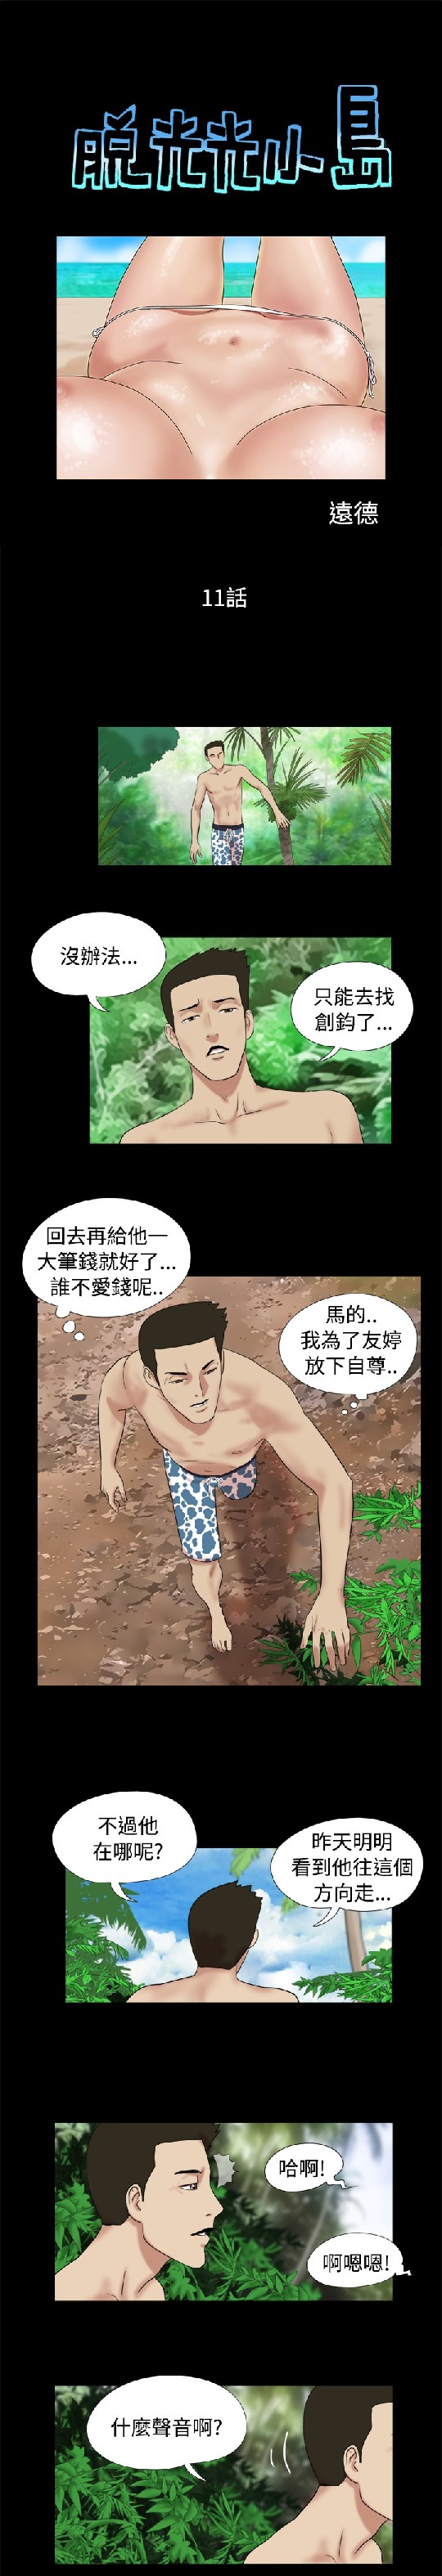 脫光光小島
遠德
11話
沒辦法...
只能去找
創鈞了...
回去再給他一
大筆錢就好了...
誰不愛錢呢..
馬的..
我為了友婷
放下自尊..
不過他
在哪呢?
昨天明明
看到他往這個
方向走...
哈啊!
啊嗯嗯!
什麼聲音啊?